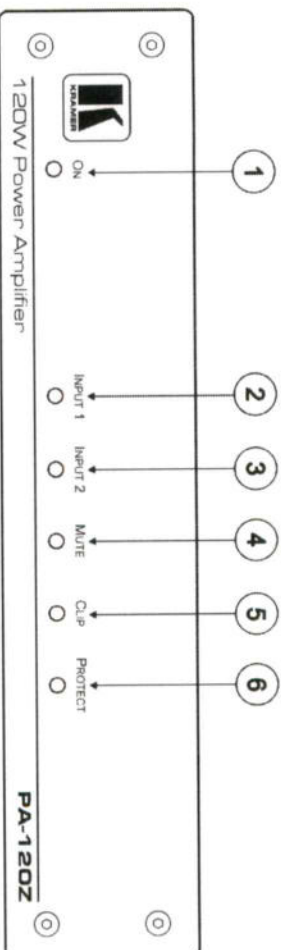 1
2
3
4
5
6
KRAMER
ON
INPUT 1
INPUT 2
MUTE
CLIP
PROTECT
120W Power Amplifier
PA-120Z